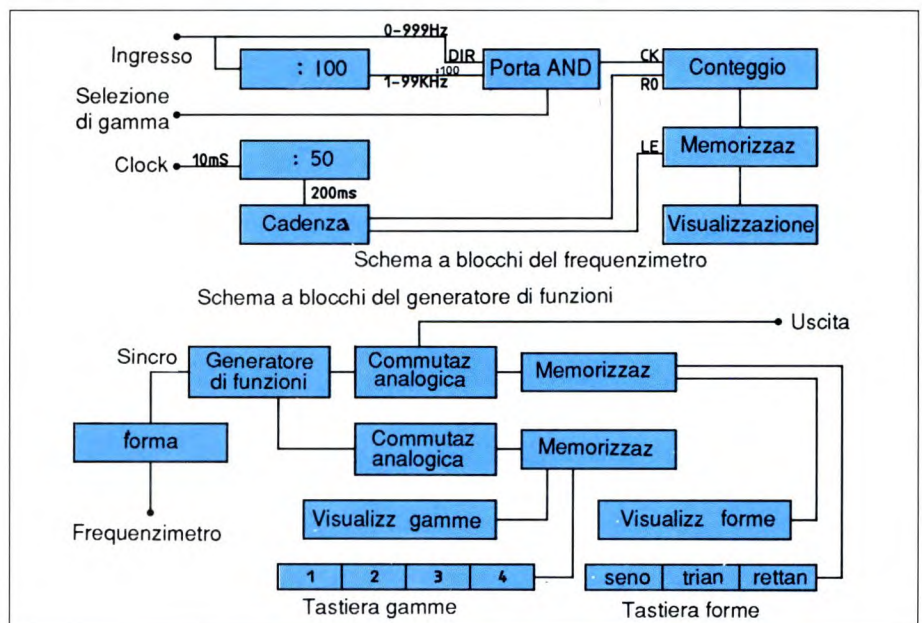 0-999Hz
Ingresso
: 100
DIR
:100
1-99KHz
Porta AND
CK
R0
Conteggio
Selezione
di gamma
Clock
10mS
: 50
200ms
Cadenza
LE
Memorizzaz
Visualizzazione
Schema a blocchi del frequenzimetro
Schema a blocchi del generatore di funzioni
Uscita
Sincro
Generatore
di funzioni
Commutaz
analogica
Memorizzaz
forma
Commutaz
analogica
Memorizzaz
Frequenzimetro
Visualizz gamme
Visualizz forme
1 2 3 4
seno trian rettan
Tastiera gamme
Tastiera forme